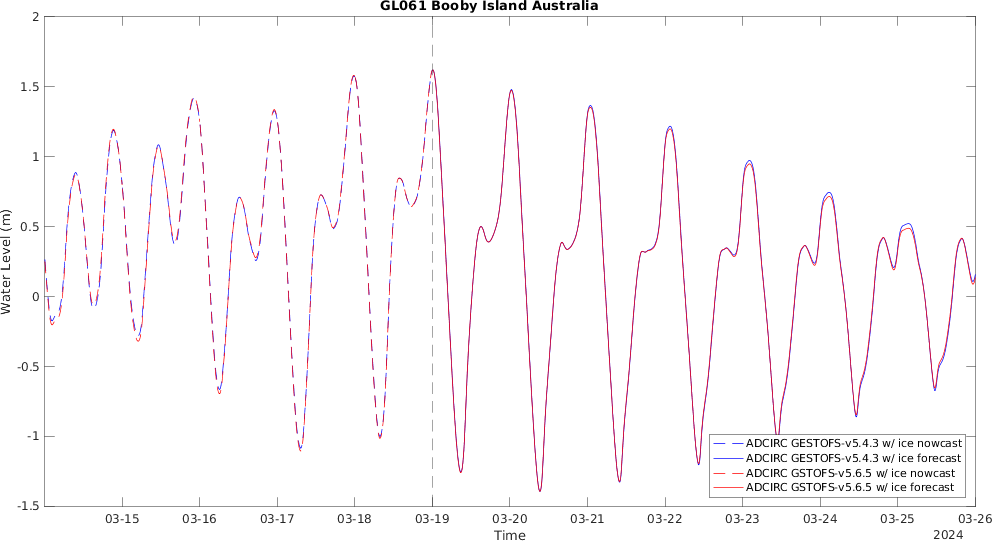 GL061 Booby Island Australia
Water Level (m)
2
1.5
1
0.5
0
-0.5
-1
-1.5
ADCIRC GESTOFS-v5.4.3 w/ ice nowcast
ADCIRC GESTOFS-v5.4.3 w/ ice forecast
ADCIRC GSTOFS-v5.6.5 w/ ice nowcast
ADCIRC GSTOFS-v5.6.5 w/ ice forecast
03-15 03-16 03-17 03-18 03-19 03-20 03-21 03-22 03-23 03-24 03-25 03-26
Time
2024